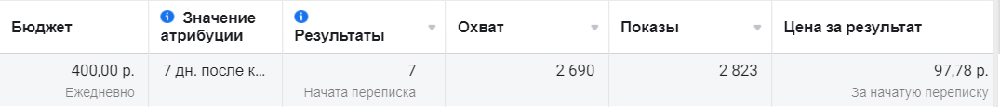 Бюджет
Значение
атрибуции
Результаты
Охват
Показы
Цена за результат
400,00 р.
Ежедневно
7 дн. после к...
7
Начата переписка
2 690
2 823
97,78 р.
За начатую переписку